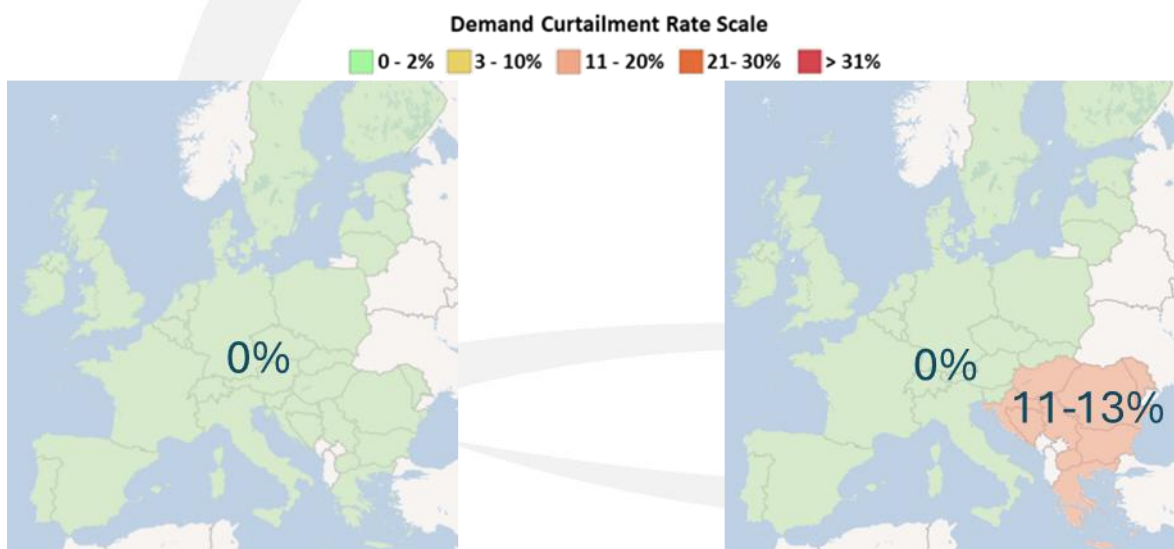 Demand Curtailment Rate Scale
0 - 2% 3 - 10% 11 - 20% 21- 30% > 31%
0%
0%
11-13%